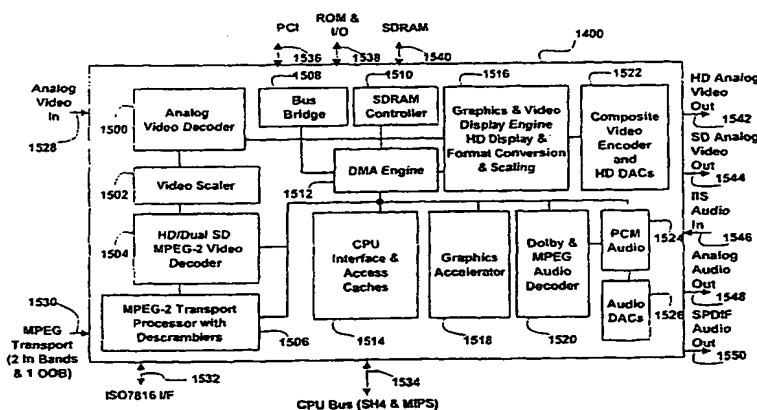 PCI
ROM &
I/O
SDRAM
1536
1538
1540
1400
Analog
Video
In
1528
1500
Analog
Video Decoder
1508
Bus
Bridge
1510
SDRAM
Controller
1516
Graphics & Video
Display Engine
HD Display &
Format Conversion
& Scaling
1522
Composite
Video
Encoder
and
HD DACs
HD Analog
Video
Out
1542
SD Analog
Video
Out
1544
1502
Video Scaler
1512
DMA Engine
1504
HD/Dual SD
MPEG-2 Video
Decoder
CPU
Interface &
Access
Caches
1514
Graphics
Accelerator
1518
Dolby &
MPEG
Audio
Decoder
1520
PCM
Audio
1524
Audio
DACs
1526
IIS
Audio
In
1546
Analog
Audio
Out
1548
SPDIF
Audio
Out
1550
1530
MPEG
Transport
(2 In Bands
& 1 OOB)
MPEG-2 Transport
Processor with
Descramblers
1506
ISO7816 I/F
1532
1534
CPU Bus (SH4 & MIPS)